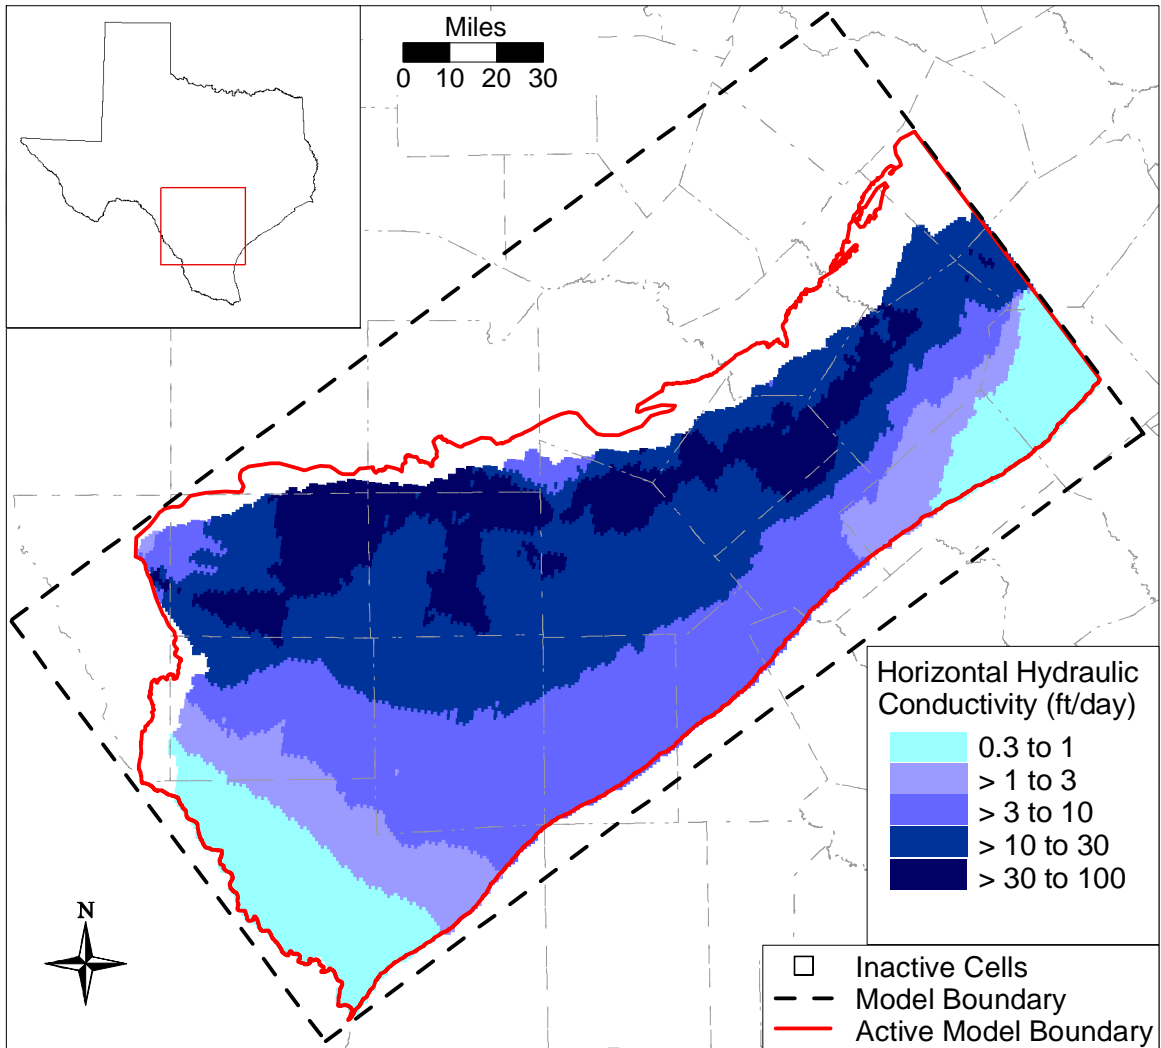 Miles
0 10 20 30
Horizontal Hydraulic
Conductivity (ft/day)
0.3 to 1
> 1 to 3
> 3 to 10
> 10 to 30
> 30 to 100
N
Inactive Cells
Model Boundary
Active Model Boundary